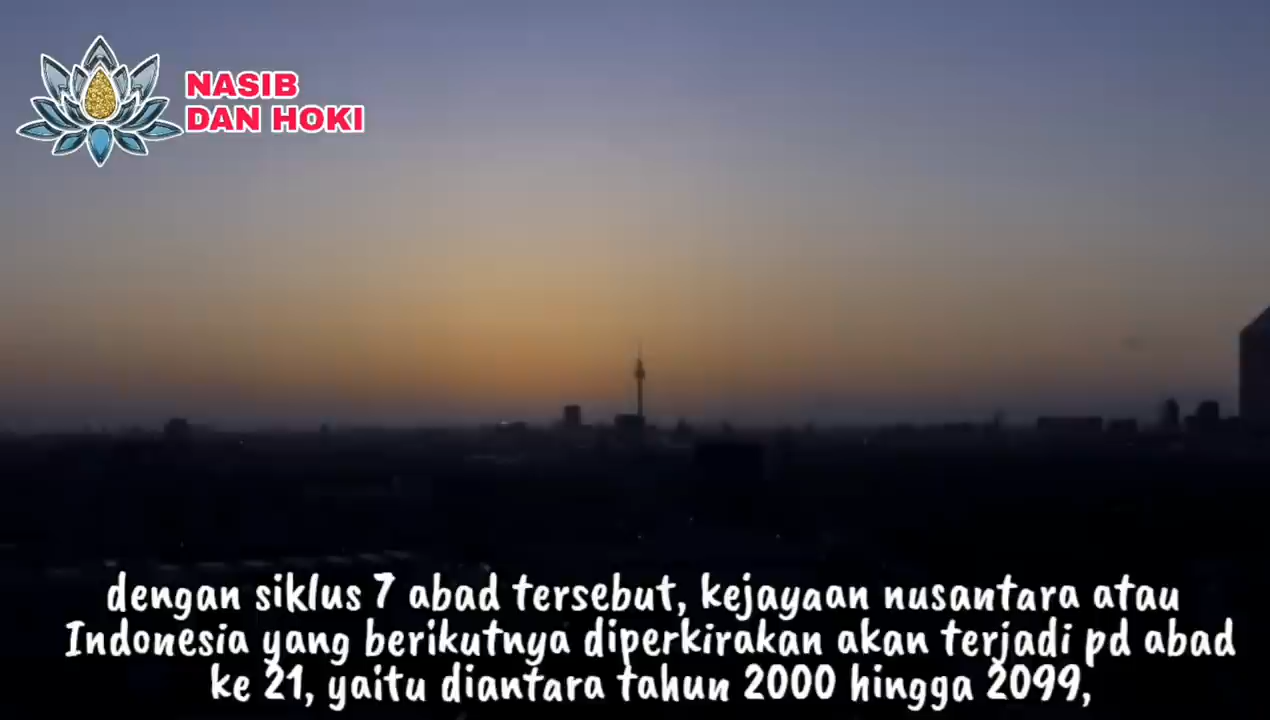 NASIB
DAN HOKI
dengan siklus 7 abad tersebut, kejayaan nusantara atau
Indonesia yang berikutnya diperkirakan akan terjadi pd abad
ke 21, yaitu diantara tahun 2000 hingga 2099,